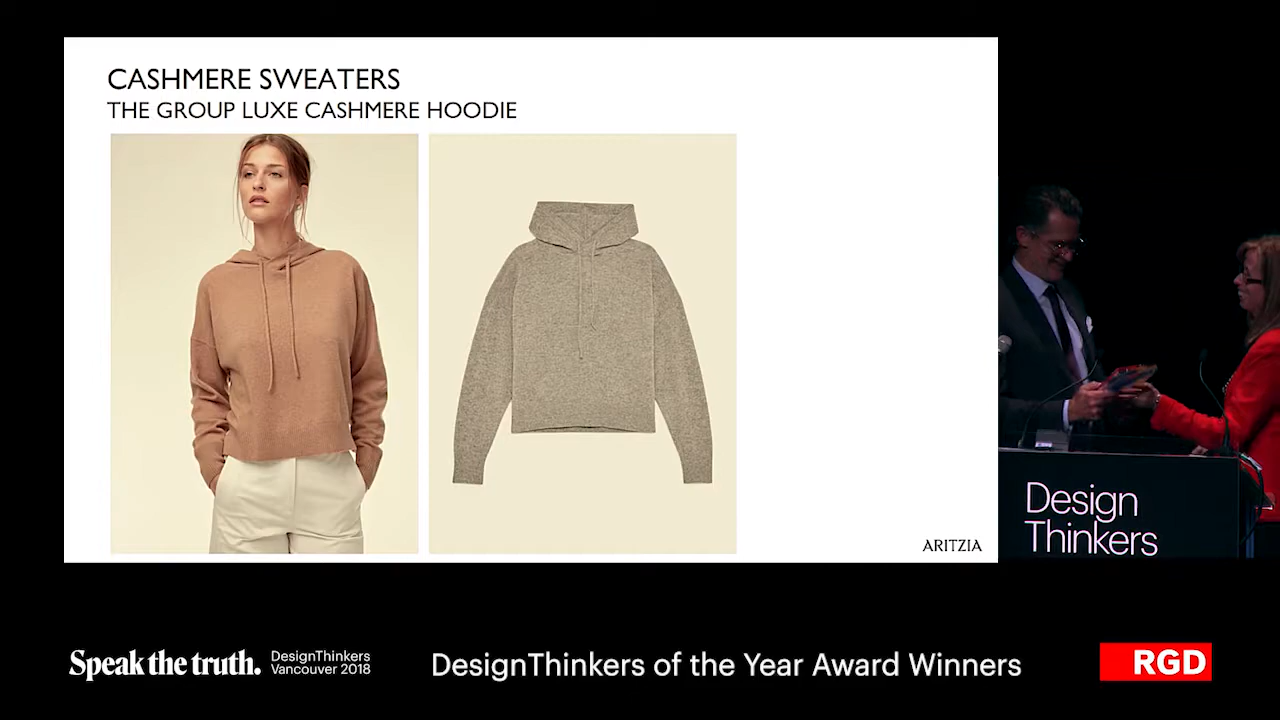 CASHMERE SWEATERS
THE GROUP LUXE CASHMERE HOODIE
ARITZIA
Design
Thinkers
Speak the truth.
DesignThinkers
Vancouver 2018
DesignThinkers of the Year Award Winners
RGD